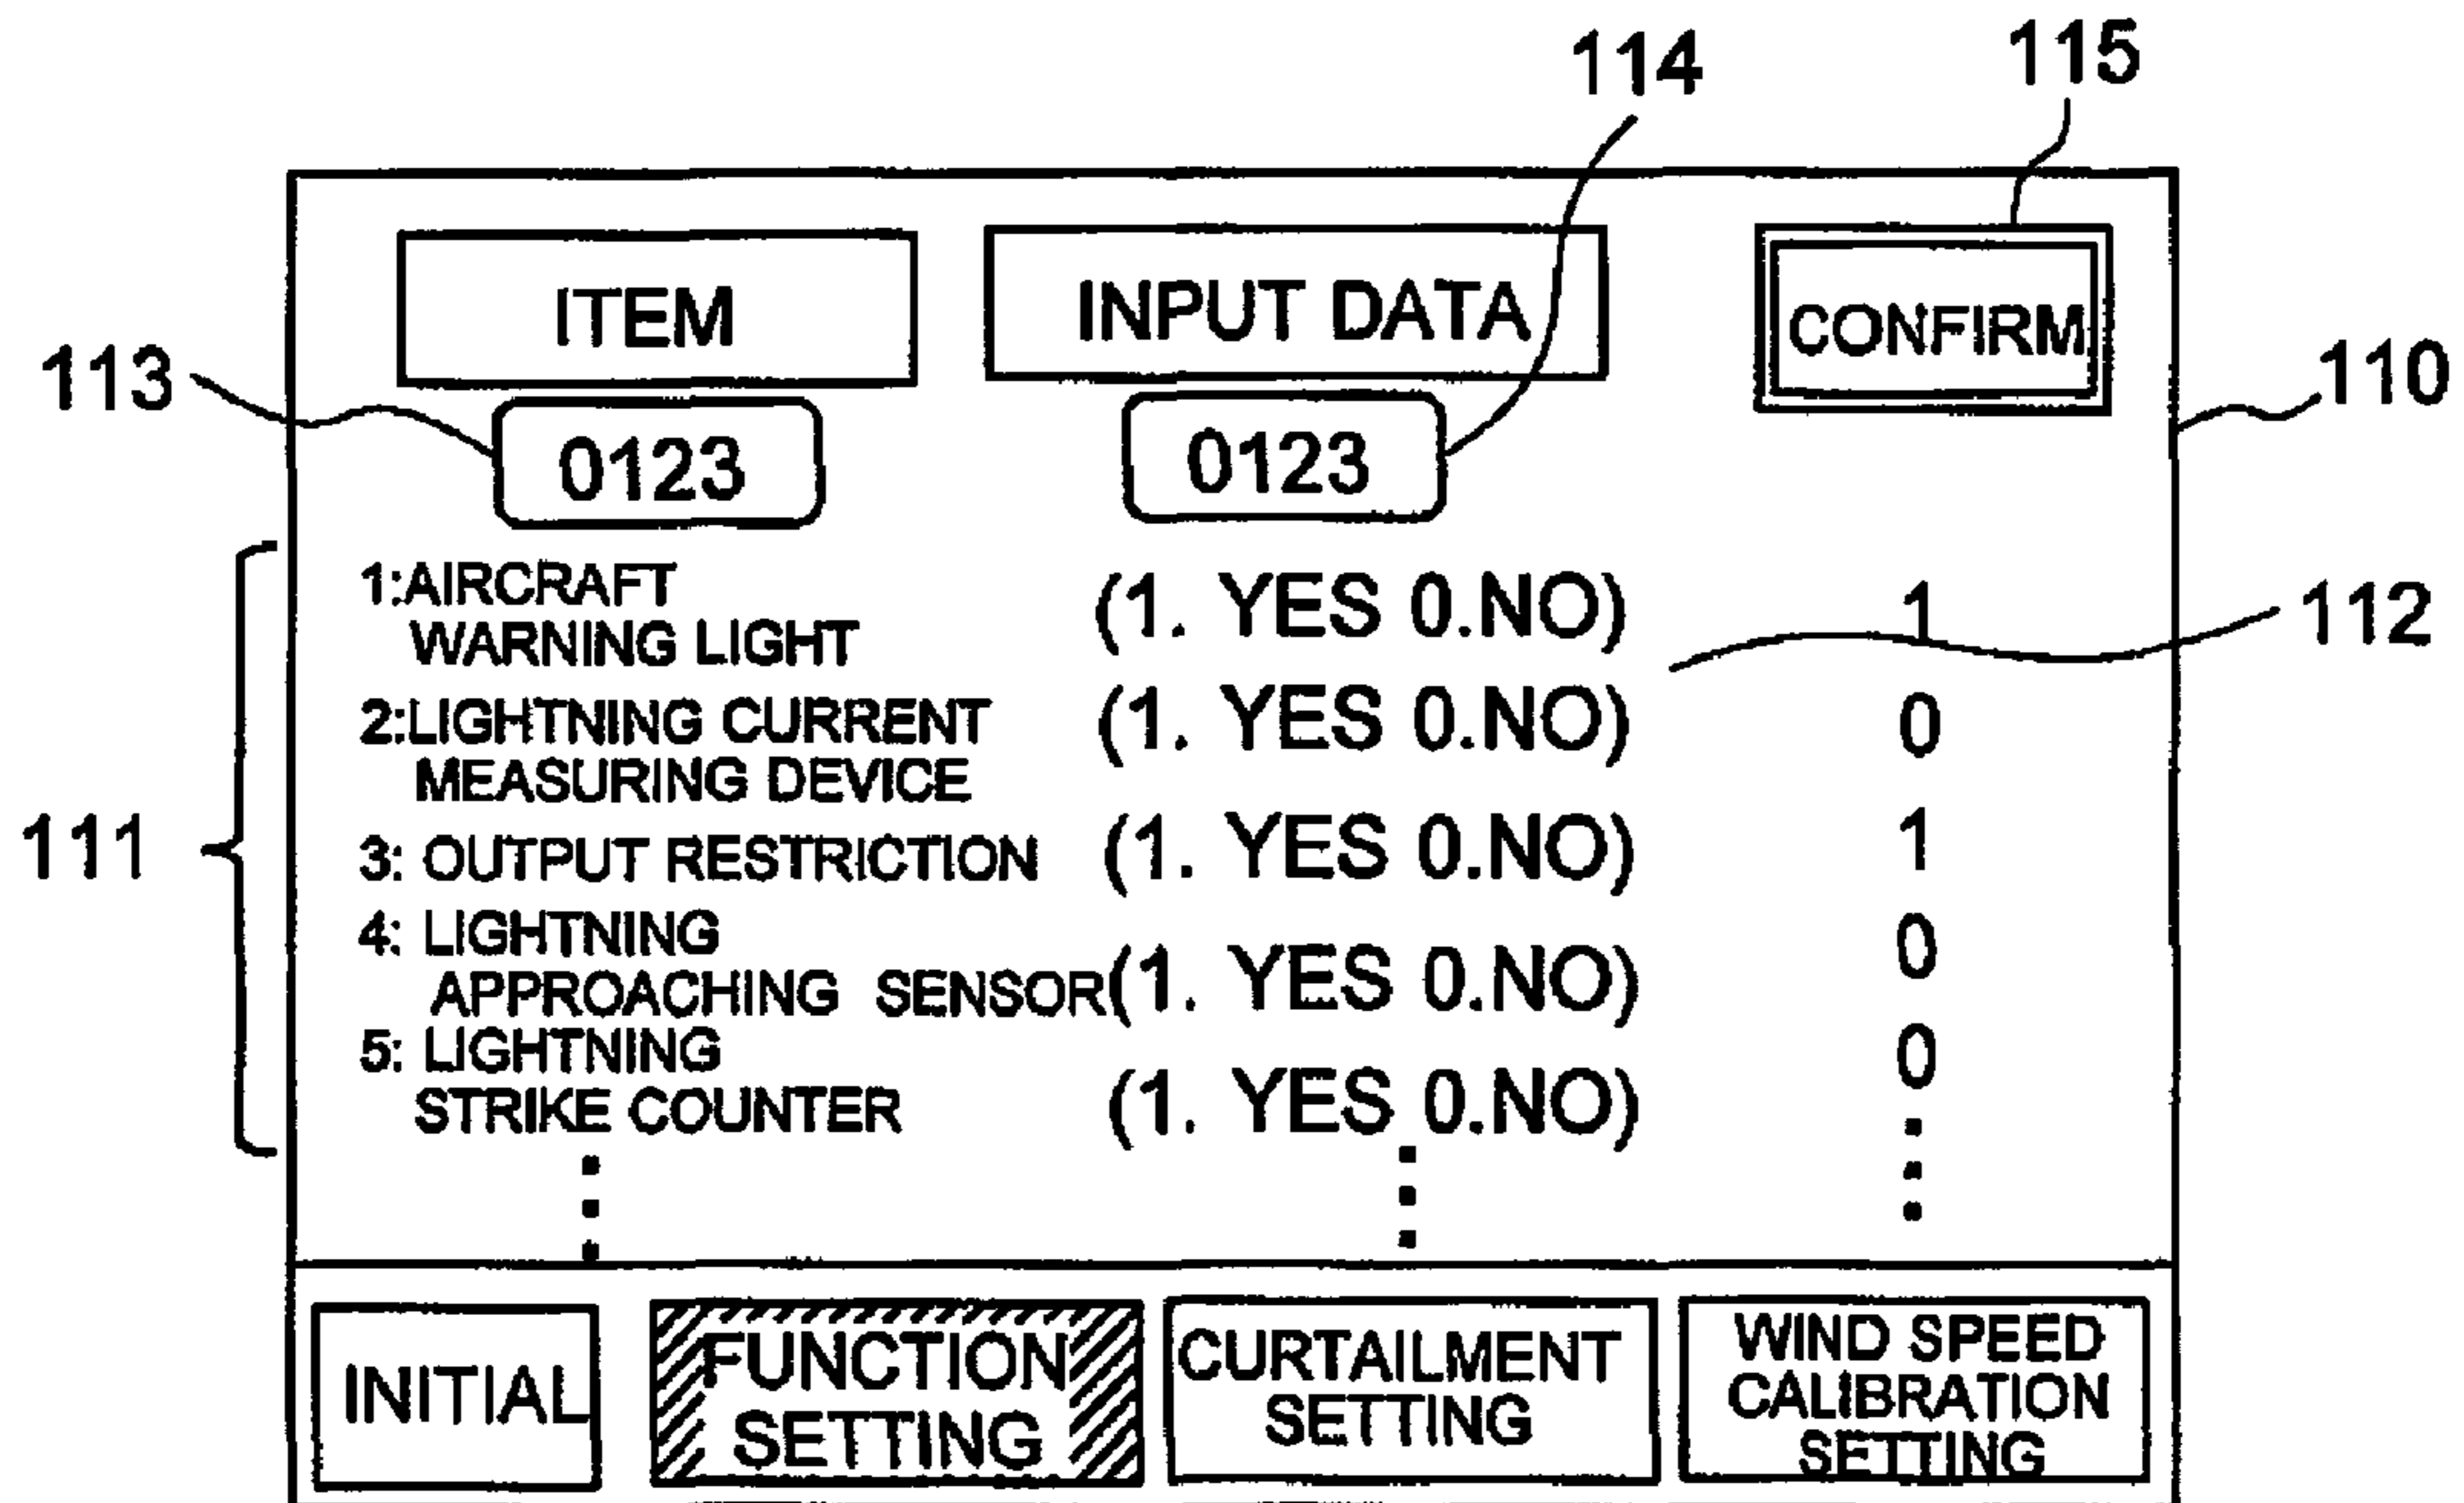 114
115
ITEM
INPUT DATA
CONFIRM
113
110
0123
0123
1:AIRCRAFT
WARNING LIGHT
(1. YES 0.NO)
1
112
2:LIGHTNING CURRENT
MEASURING DEVICE
(1. YES 0.NO)
0
111
3: OUTPUT RESTRICTION
(1. YES 0.NO)
1
4: LIGHTNING
APPROACHING SENSOR
(1. YES 0.NO)
0
5: LIGHTNING
STRIKE COUNTER
(1. YES 0.NO)
0
INITIAL
FUNCTION
SETTING
CURTAILMENT
SETTING
WIND SPEED
CALIBRATION
SETTING